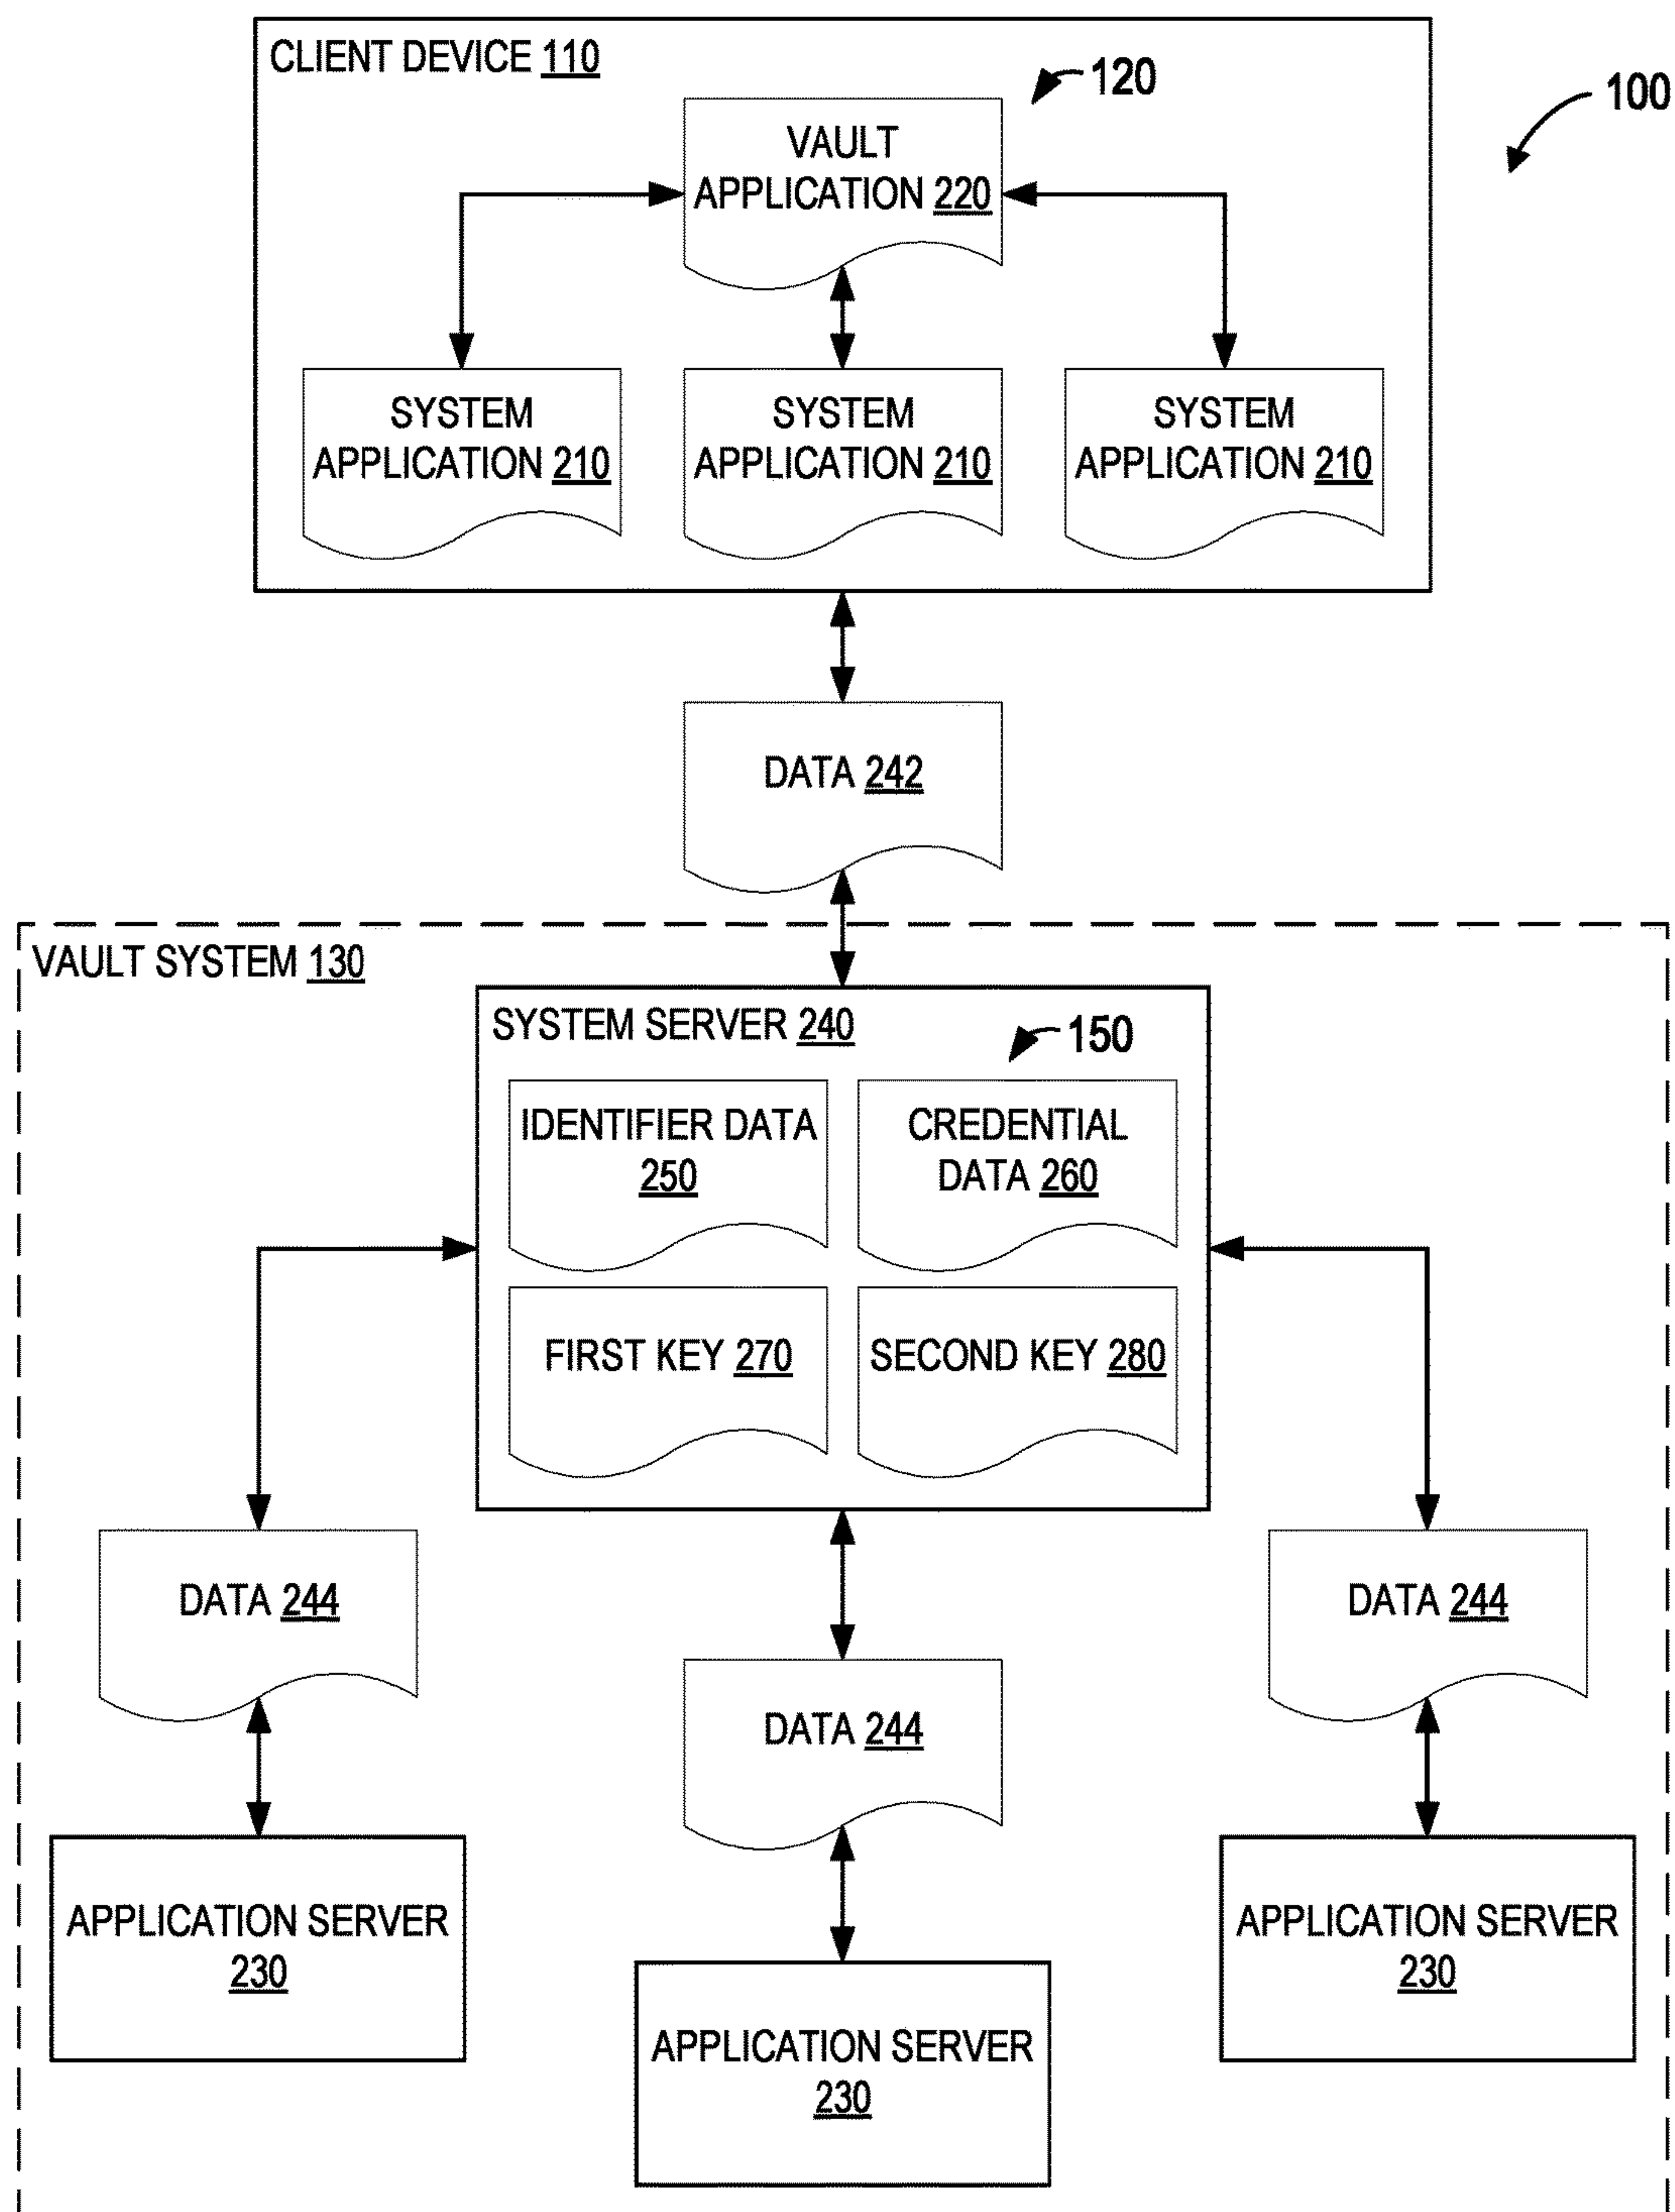 CLIENT DEVICE 110
120
100
VAULT
APPLICATION 220
SYSTEM
APPLICATION 210
SYSTEM
APPLICATION 210
SYSTEM
APPLICATION 210
DATA 242
VAULT SYSTEM 130
SYSTEM SERVER 240
150
IDENTIFIER DATA
250
CREDENTIAL
DATA 260
FIRST KEY 270
SECOND KEY 280
DATA 244
DATA 244
DATA 244
APPLICATION SERVER
230
APPLICATION SERVER
230
APPLICATION SERVER
230